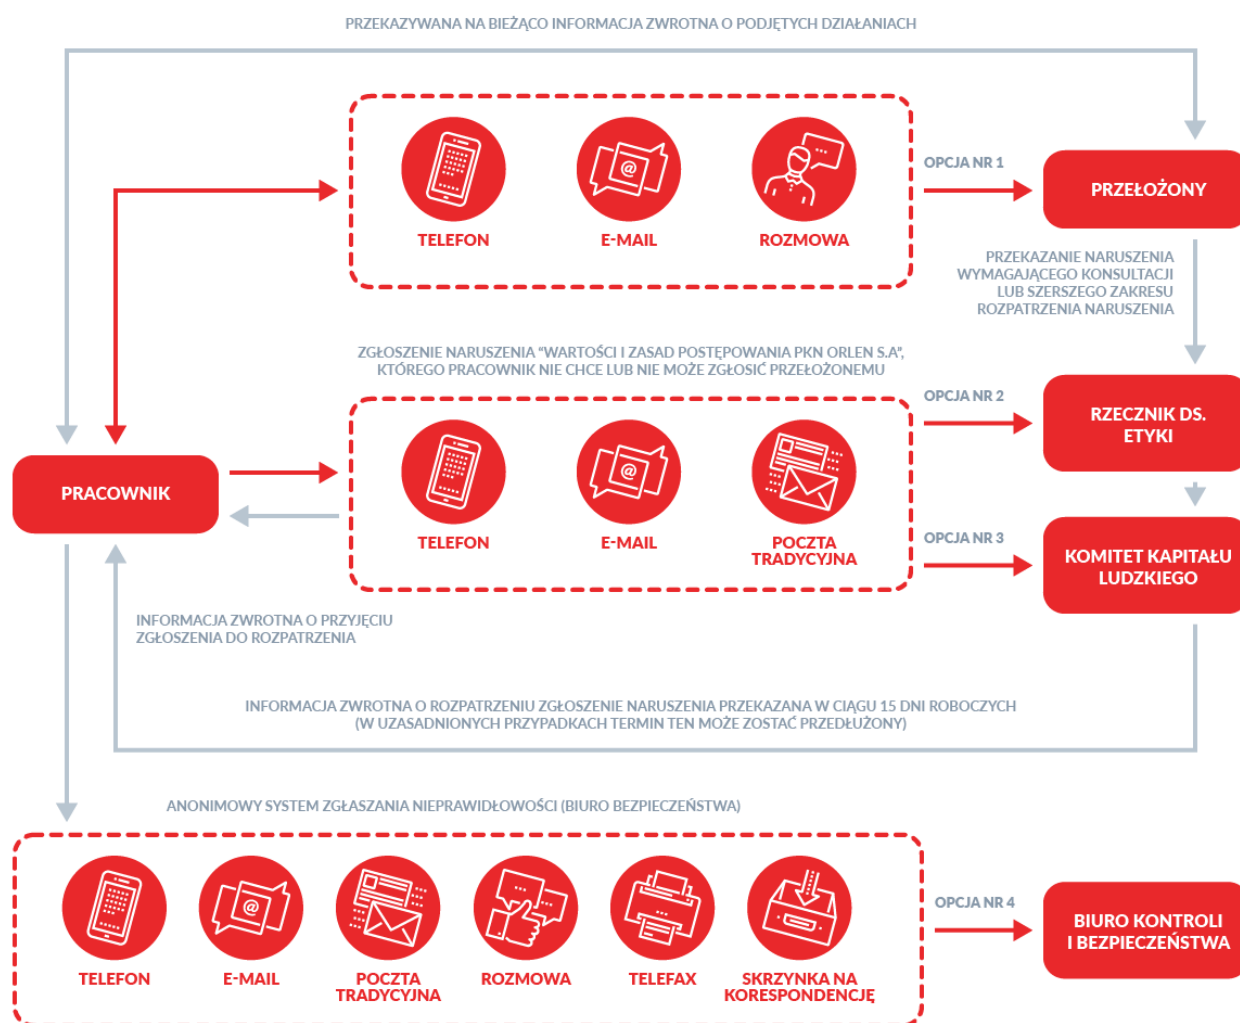 PRZEKAZYWANA NA BIEŻĄCO INFORMACJA ZWROTNA O PODJĘTYCH DZIAŁANIACH
OPCJA NR 1
TELEFON
E-MAIL
ROZMOWA
PRZEŁOŻONY
PRZEKAZANIE NARUSZENIA
WYMAGAJĄCEGO KONSULTACJI
LUB SZERSZEGO ZAKRESU
ROZPATRZENIA NARUSZENIA
ZGŁOSZENIE NARUSZENIA “WARTOŚCI I ZASAD POSTĘPOWANIA PKN ORLEN S.A”,
KTÓREGO PRACOWNIK NIE CHCE LUB NIE MOŻE ZGŁOSIĆ PRZEŁOŻONEMU
OPCJA NR 2
RZECZNIK DS.
ETYKI
PRACOWNIK
@
TELEFON
E-MAIL
POCZTA
TRADYCYJNA
OPCJA NR 3
KOMITET KAPITAŁU
LUDZKIEGO
INFORMACJA ZWROTNA O PRZYJĘCIU
ZGŁOSZENIA DO ROZPATRZENIA
INFORMACJA ZWROTNA O ROZPATRZENIU ZGŁOSZENIE NARUSZENIA PRZEKAZANA W CIĄGU 15 DNI ROBOCZYCH
(W UZASADNIONYCH PRZYPADKACH TERMIN TEN MOŻE ZOSTAĆ PRZEDŁUŻONY)
ANONIMOWY SYSTEM ZGŁASZANIA NIEPRAWIDŁOWOŚCI (BIURO BEZPIECZEŃSTWA)
TELEFON
E-MAIL
POCZTA
TRADYCYJNA
ROZMOWA
TELEFAX
SKRZYNKA NA
KORESPONDENCJĘ
OPCJA NR 4
BIURO KONTROLI
I BEZPIECZEŃSTWA